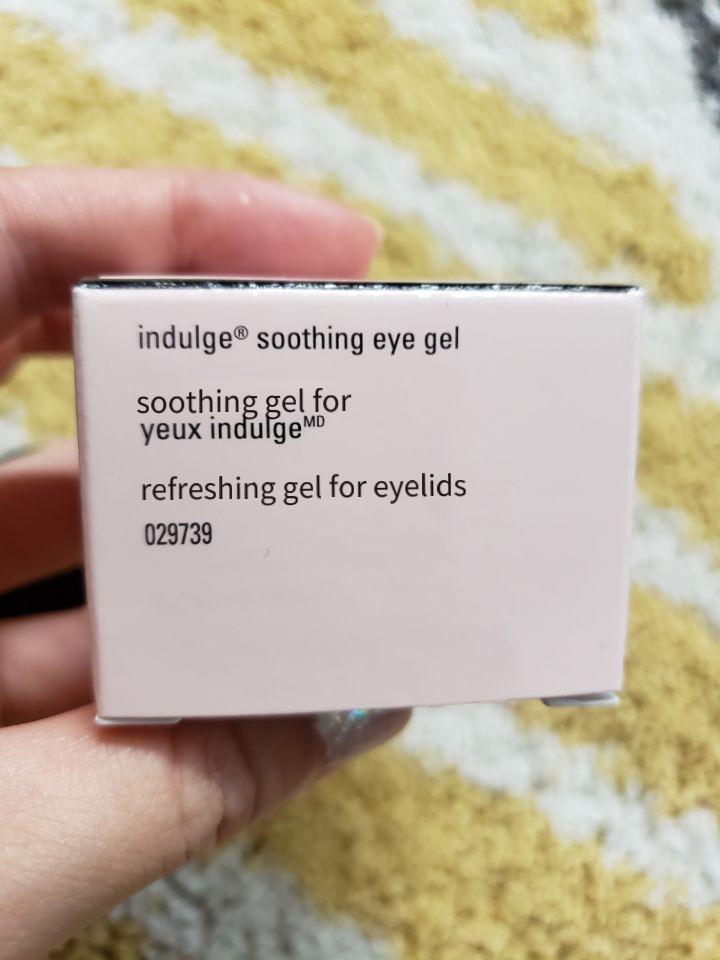 indulge® soothing eye gel
soothing gel for
yeux indulgeᴹᴰ
refreshing gel for eyelids
029739